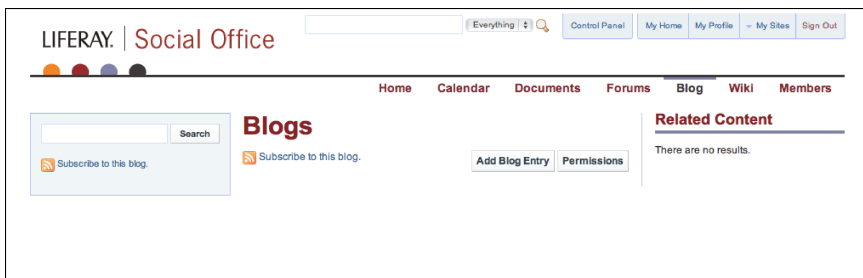 LIFERAY. Social Office
Everything
Control Panel
My Home My Profile My Sites Sign Out
Home Calendar Documents Forums Blog Wiki Members
Search
Subscribe to this blog.
Blogs
Subscribe to this blog.
Add Blog Entry Permissions
Related Content
There are no results.